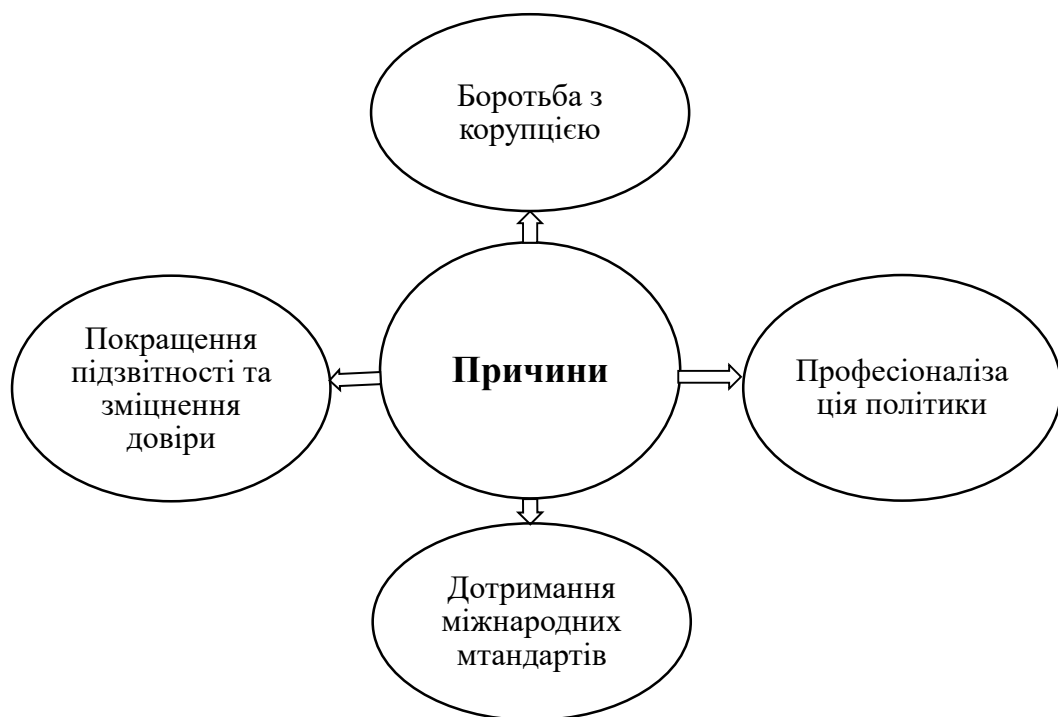 Боротьба з
корупцією
Покращення
підзвітності та
зміцнення
довіри
Причини
Професіоналіза
ція політики
Дотримання
міжнародних
мтандартів